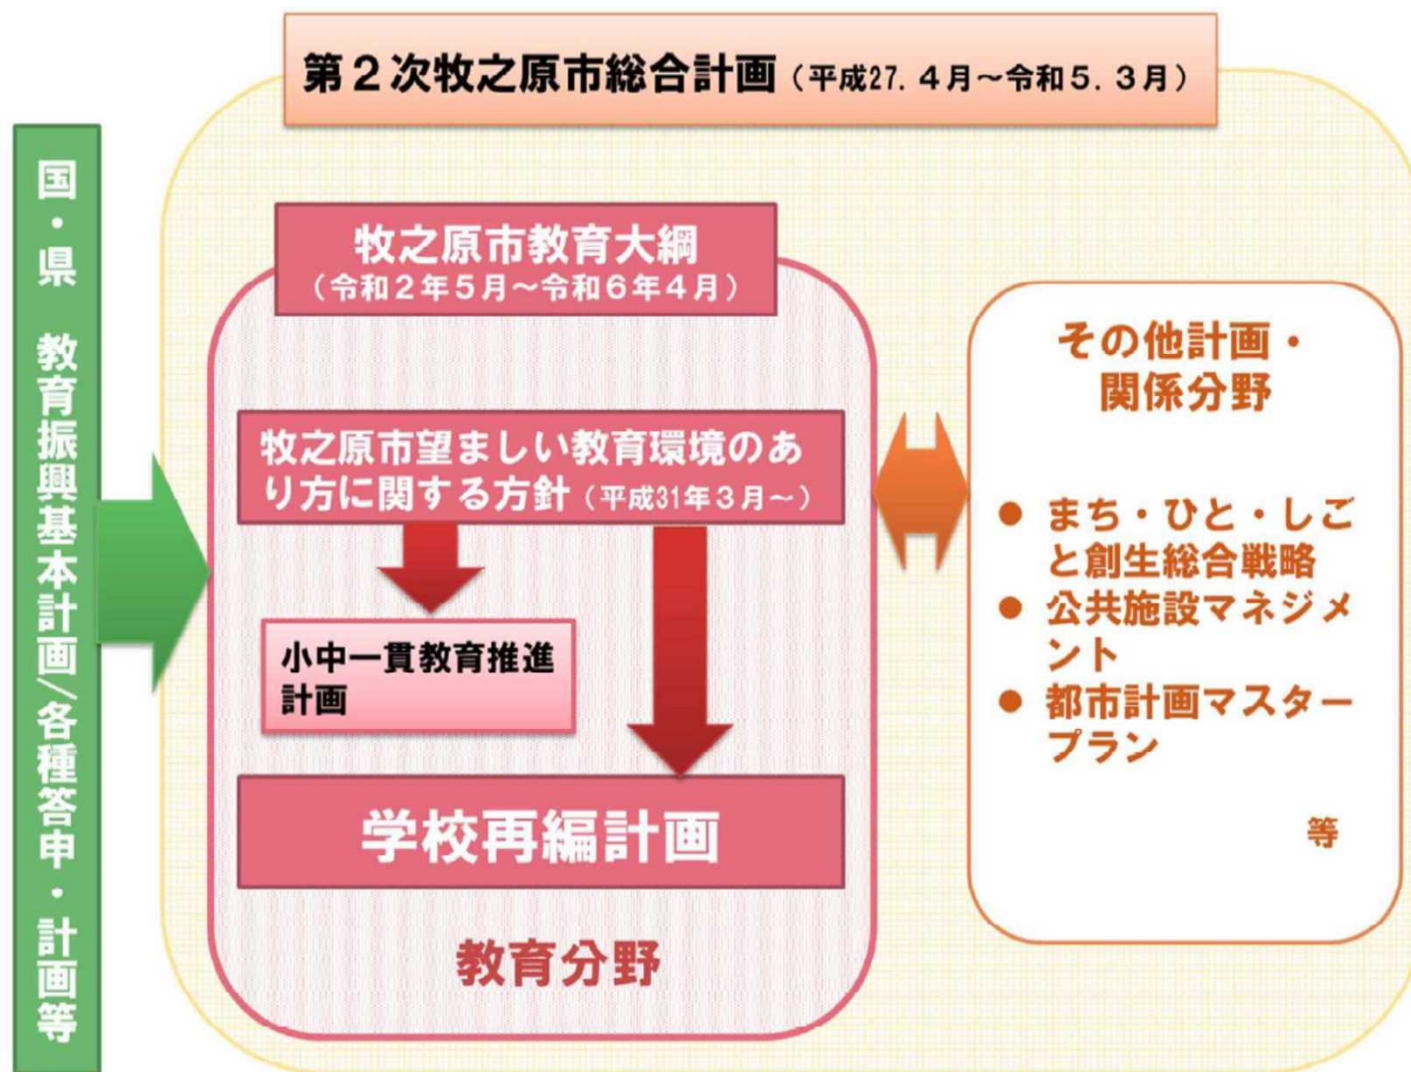 第２次牧之原市総合計画（平成27.４月～令和５.３月）
国・県　教育振興基本計画/各種答申・計画等
牧之原市教育大綱
（令和２年５月～令和６年４月）
牧之原市望ましい教育環境のあ
り方に関する方針（平成31年３月～）
小中一貫教育推進
計画
学校再編計画
教育分野
その他計画・
関係分野
● まち・ひと・しご
と創生総合戦略
● 公共施設マネジメ
ント
● 都市計画マスター
プラン
等